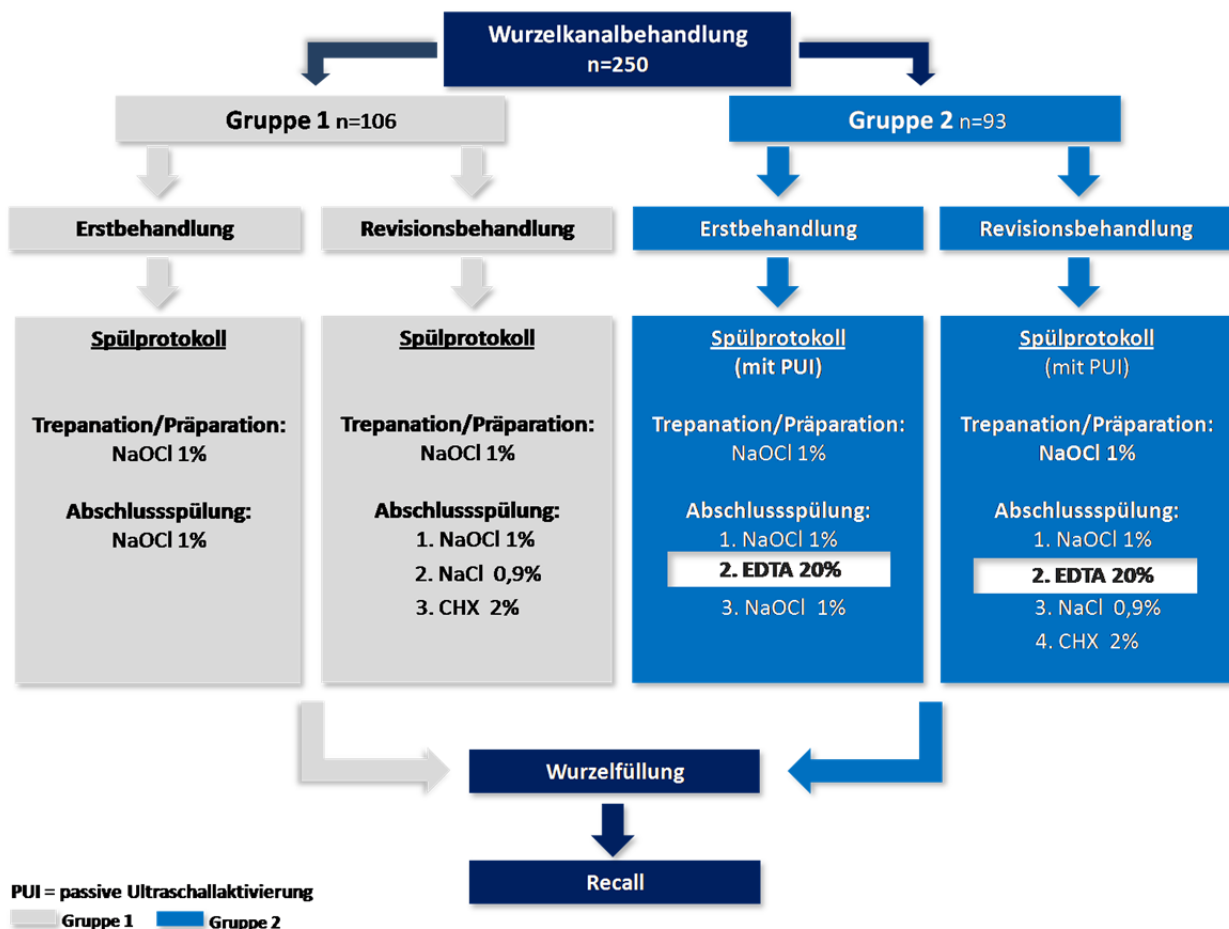 Wurzelkanalbehandlung
n=250
Gruppe 1 n=106
Gruppe 2 n=93
Erstbehandlung
Revisionsbehandlung
Erstbehandlung
Revisionsbehandlung
Spülprotokoll
Trepanation/Präparation:
NaOCl 1%
Abschlussspülung:
NaOCl 1%
Spülprotokoll
Trepanation/Präparation:
NaOCl 1%
Abschlussspülung:
1. NaOCl 1%
2. NaCl 0,9%
3. CHX 2%
Spülprotokoll
(mit PUI)
Trepanation/Präparation:
NaOCl 1%
Abschlussspülung:
1. NaOCl 1%
2. EDTA 20%
3. NaOCl 1%
Spülprotokoll
(mit PUI)
Trepanation/Präparation:
NaOCl 1%
Abschlussspülung:
1. NaOCl 1%
2. EDTA 20%
3. NaCl 0,9%
4. CHX 2%
Wurzelfüllung
Recall
PUI = passive Ultraschallaktivierung
Gruppe 1
Gruppe 2